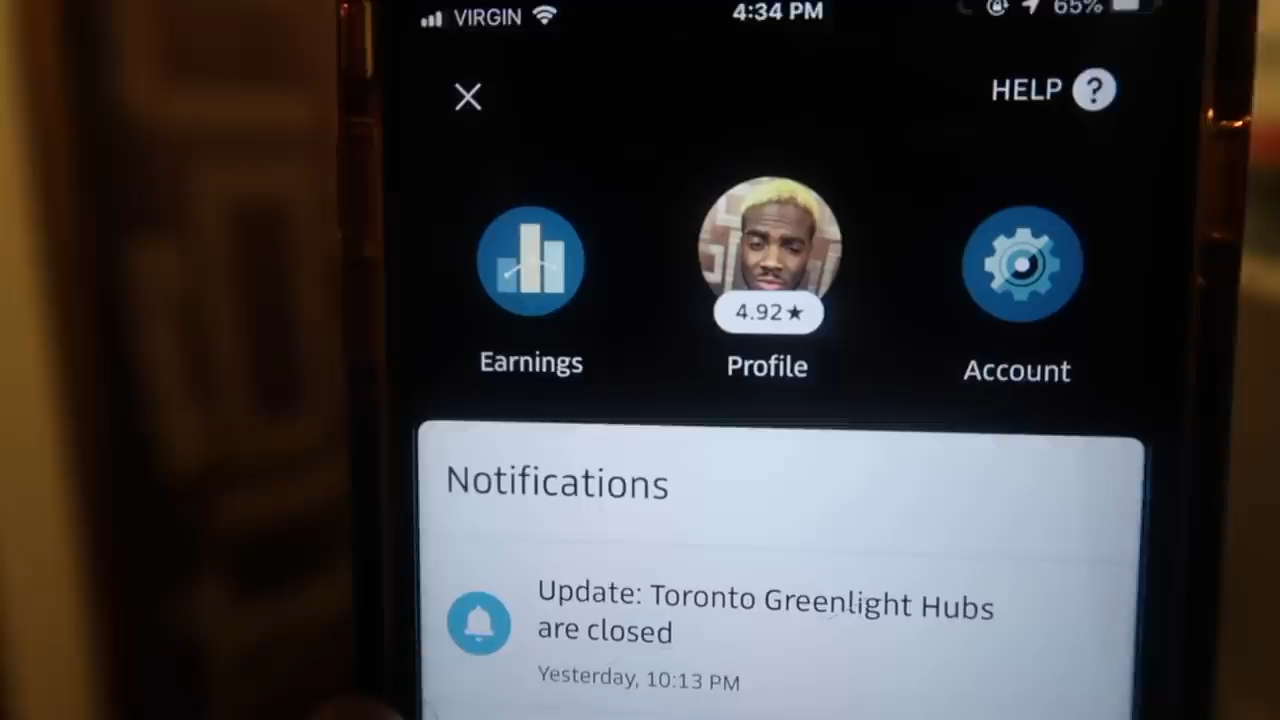 VIRGIN 4:34 PM 65%
HELP ?
4.92★
Earnings Profile Account
Notifications
Update: Toronto Greenlight Hubs
are closed
Yesterday, 10:13 PM